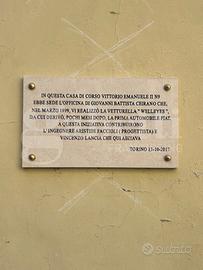 IN QUESTA CASA DI CORSO VITTORIO EMANUELE II N9
EBBE SEDE L'OFFICINA DI GIOVANNI BATTISTA CEIRANO CHE,
NEL MARZO 1899, VI REALIZZÒ LA VETTURELLA "WELLEYES",
DA CUI DERIVÒ, POCHI MESI DOPO, LA PRIMA AUTOMOBILE FIAT.
A QUESTA INIZIATIVA CONTRIBUIRONO
L'INGEGNERE ARISTIDE FACCIOLI (PROGETTISTA) E
VINCENZO LANCIA CHE QUI ABITAVA
TORINO 13-10-2017
subito